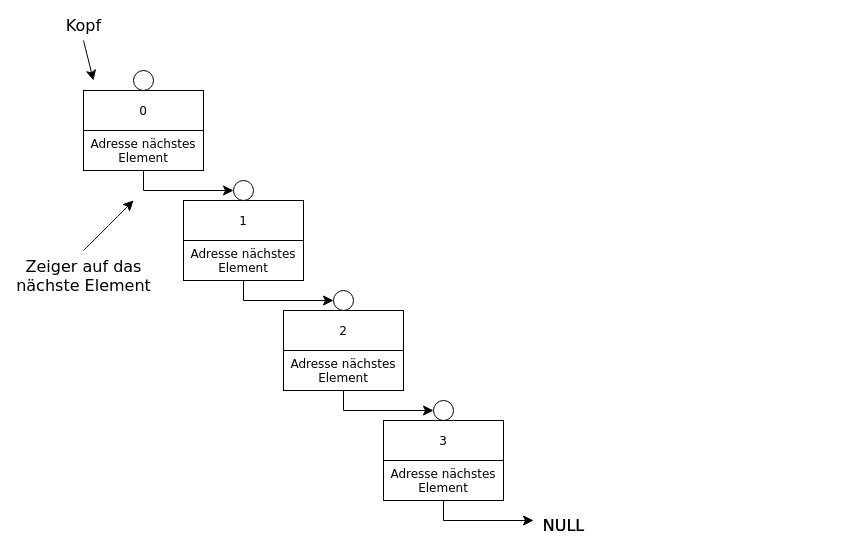 Kopf
0
Adresse nächstes
Element
1
Adresse nächstes
Element
Zeiger auf das
nächste Element
2
Adresse nächstes
Element
3
Adresse nächstes
Element
NULL